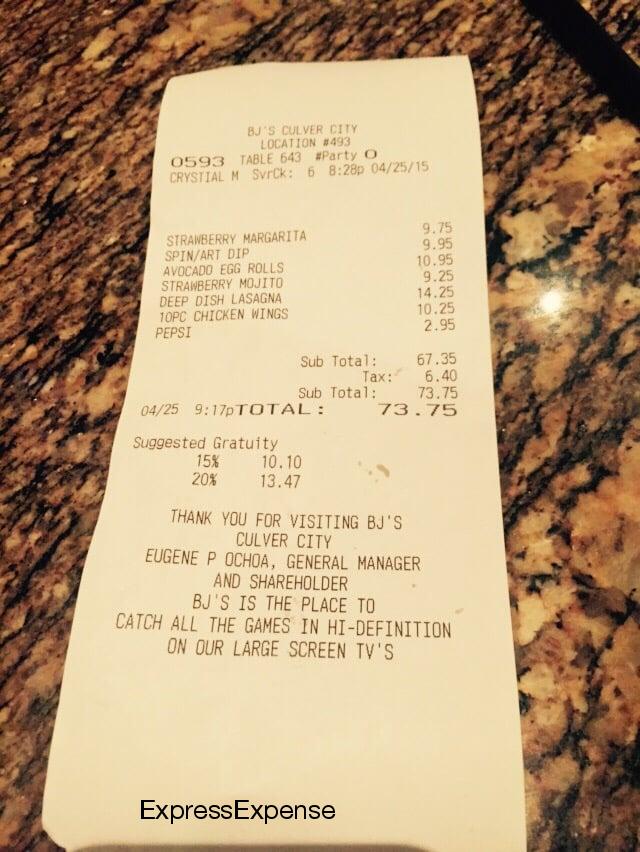 BJ'S CULVER CITY
LOCATION #493
0593 TABLE 643 #Party 0
CRYSTIAL M SvrCk: 6 8:28p 04/25/15
STRAWBERRY MARGARITA 9.75
SPIN/ART DIP 9.95
AVOCADO EGG ROLLS 10.95
STRAWBERRY MOJITO 9.25
DEEP DISH LASAGNA 14.25
10PC CHICKEN WINGS 10.25
PEPSI 2.95
Sub Total: 67.35
Tax: 6.40
Sub Total: 73.75
04/25 9:17pTOTAL: 73.75
Suggested Gratuity
15% 10.10
20% 13.47
THANK YOU FOR VISITING BJ'S
CULVER CITY
EUGENE P OCHOA, GENERAL MANAGER
AND SHAREHOLDER
BJ'S IS THE PLACE TO
CATCH ALL THE GAMES IN HI-DEFINITION
ON OUR LARGE SCREEN TV'S
ExpressExpense